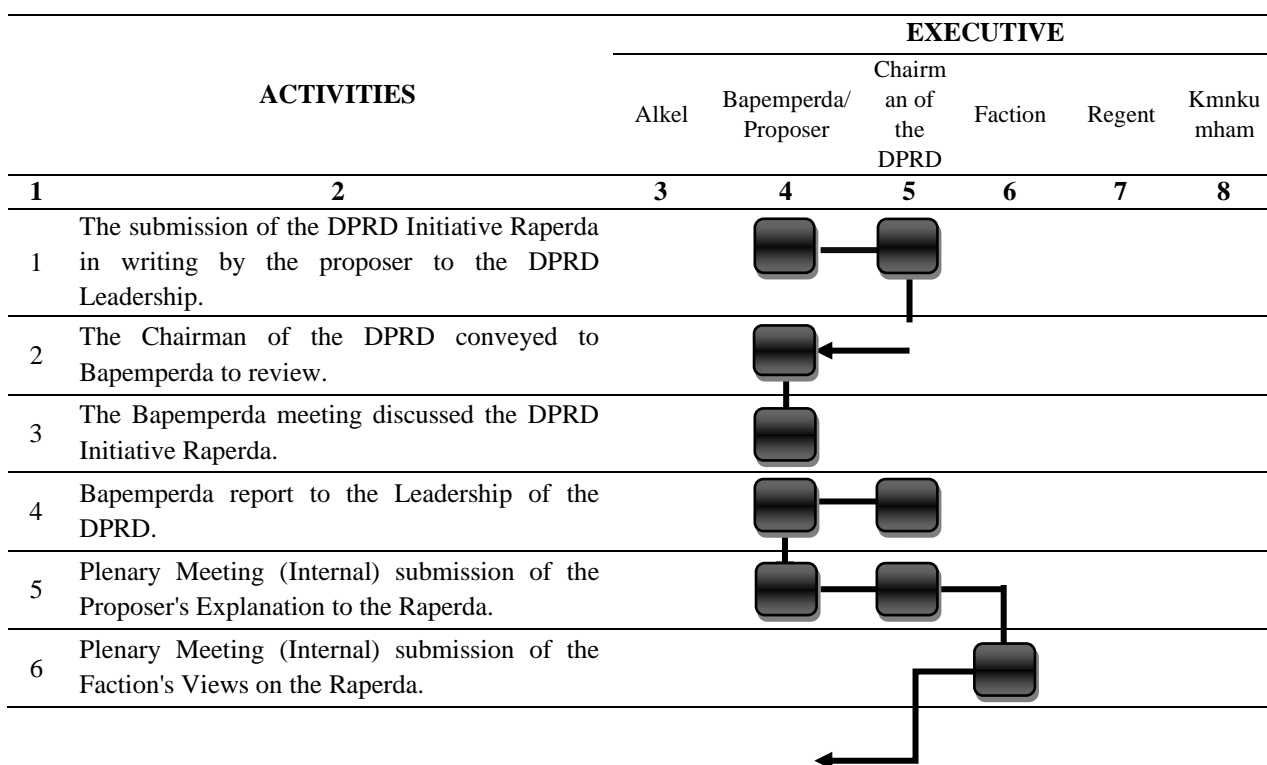 EXECUTIVE
ACTIVITIES
Alkel
Bapemperda/
Proposer
Chairm
an of
the
DPRD
Faction
Regent
Kmnku
mham
1 2 3 4 5 6 7 8
1
The submission of the DPRD Initiative Raperda
in writing by the proposer to the DPRD
Leadership.
2
The Chairman of the DPRD conveyed to
Bapemperda to review.
3
The Bapemperda meeting discussed the DPRD
Initiative Raperda.
4
Bapemperda report to the Leadership of the
DPRD.
5
Plenary Meeting (Internal) submission of the
Proposer's Explanation to the Raperda.
6
Plenary Meeting (Internal) submission of the
Faction's Views on the Raperda.